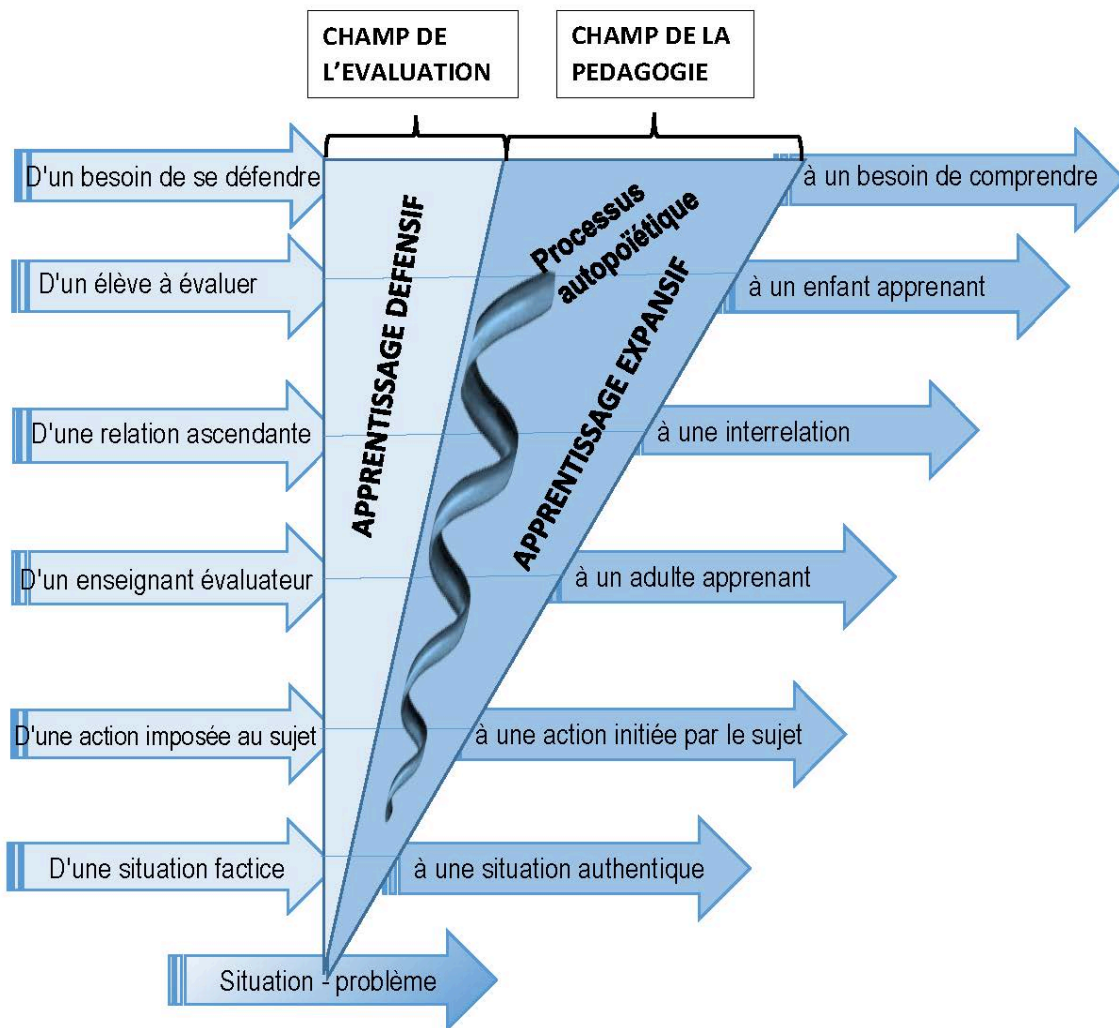 CHAMP DE
L'EVALUATION
CHAMP DE LA
PEDAGOGIE
D'un besoin de se défendre
à un besoin de comprendre
APPRENTISSAGE DEFENSIF
Processus
autopoïétique
APPRENTISSAGE EXPANSIF
D'un élève à évaluer
à un enfant apprenant
D'une relation ascendante
à une interrelation
D'un enseignant évaluateur
à un adulte apprenant
D'une action imposée au sujet
à une action initiée par le sujet
D'une situation factice
à une situation authentique
Situation - problème